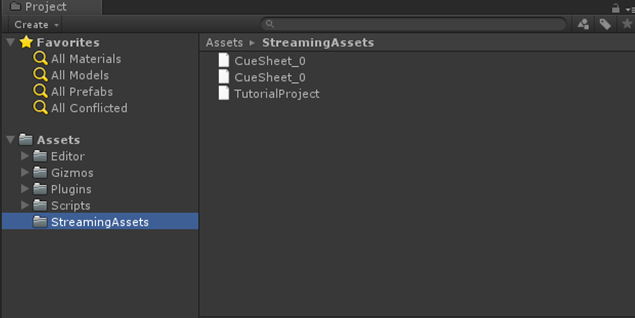 Project
Create
Favorites
All Materials
All Models
All Prefabs
All Conflicted
Assets
Editor
Gizmos
Plugins
Scripts
StreamingAssets
Assets ▸ StreamingAssets
CueSheet_0
CueSheet_0
TutorialProject